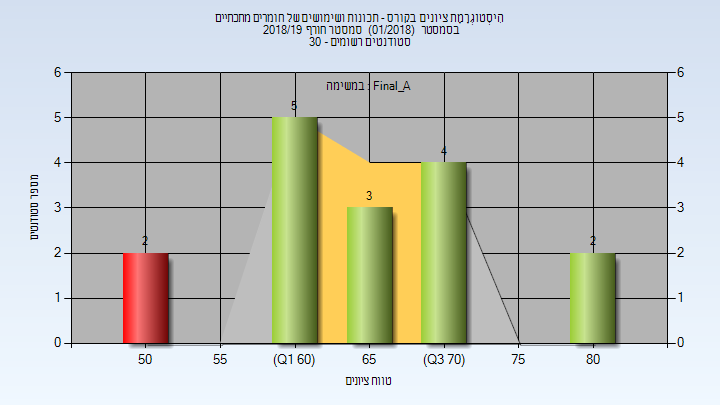 הִיסְטוֹגְרָמַת ציונים בקורס - תכונות ושימושים של חומרים מתכתיים
בסמסטר (01/2018) סמסטר חורף 2018/19
סטודנטים רשומים - 30
במשימה : Final_A
6 6
5 5
4 4
3 3
2 2
1 1
0 0
2 5 3 4 2
מספר סטודנטים
50 55 (Q1 60) 65 (Q3 70) 75 80
טווח ציונים